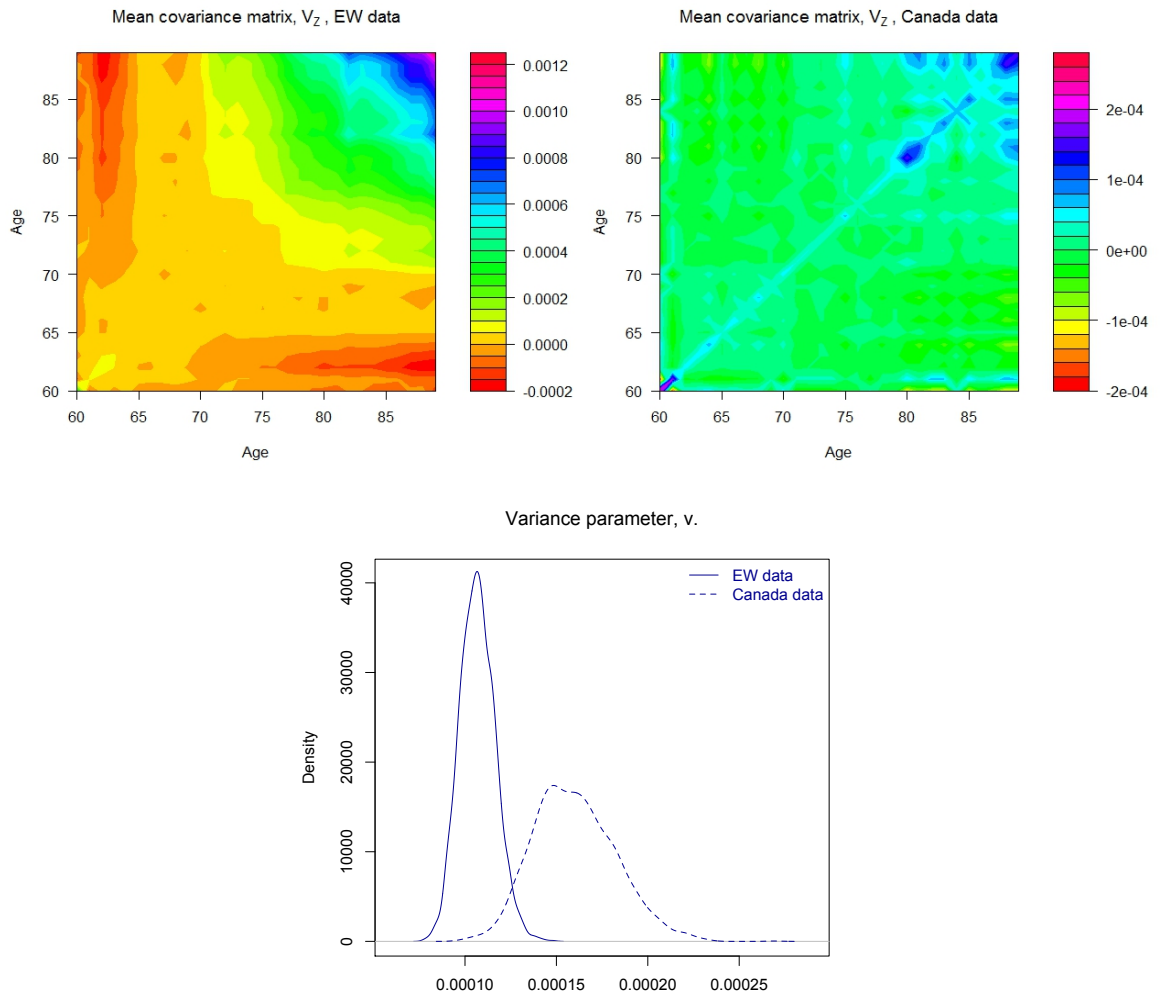 Mean covariance matrix, VZ , EW data
Age
85
80
75
70
65
60
60 65 70 75 80 85
Age
0.0012
0.0010
0.0008
0.0006
0.0004
0.0002
0.0000
-0.0002
Mean covariance matrix, VZ , Canada data
Age
85
80
75
70
65
60
60 65 70 75 80 85
Age
2e-04
1e-04
0e+00
-1e-04
-2e-04
Variance parameter, v.
Density
40000
30000
20000
10000
0
EW data
Canada data
0.00010 0.00015 0.00020 0.00025